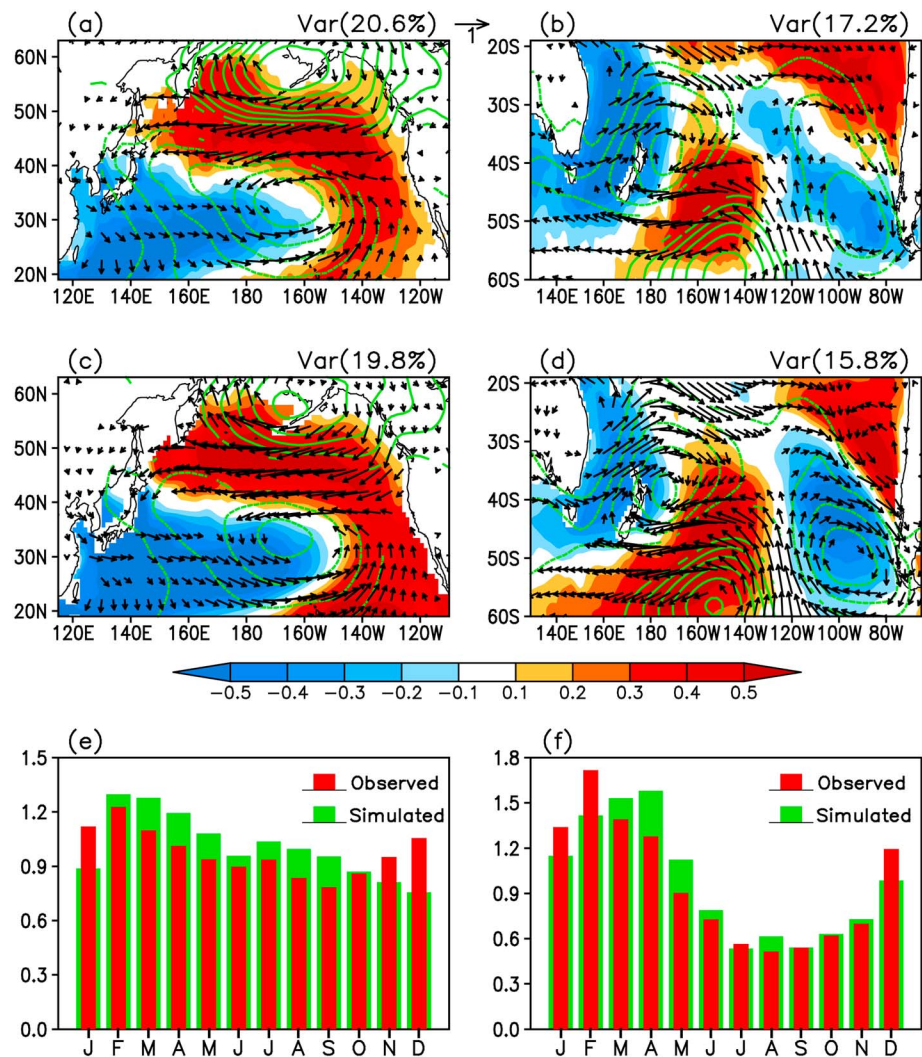 (a) Var(20.6%) 1 (b) Var(17.2%)
60N 20S
50N 30S
40N 40S
30N 50S
20N 60S
120E 140E 160E 180 160W 140W 120W 140E 160E 180 160W 140W 120W 100W 80W
(c) Var(19.8%) (d) Var(15.8%)
60N 20S
50N 30S
40N 40S
30N 50S
20N 60S
120E 140E 160E 180 160W 140W 120W 140E 160E 180 160W 140W 120W 100W 80W
−0.5 −0.4 −0.3 −0.2 −0.1 0.1 0.2 0.3 0.4 0.5
(e) (f)
1.5 1.8
Observed Observed
Simulated Simulated
1.2 1.5
0.9 1.2
0.6 0.9
0.3 0.6
0.0 0.3
0.0
J F M A M J J A S O N D J F M A M J J A S O N D